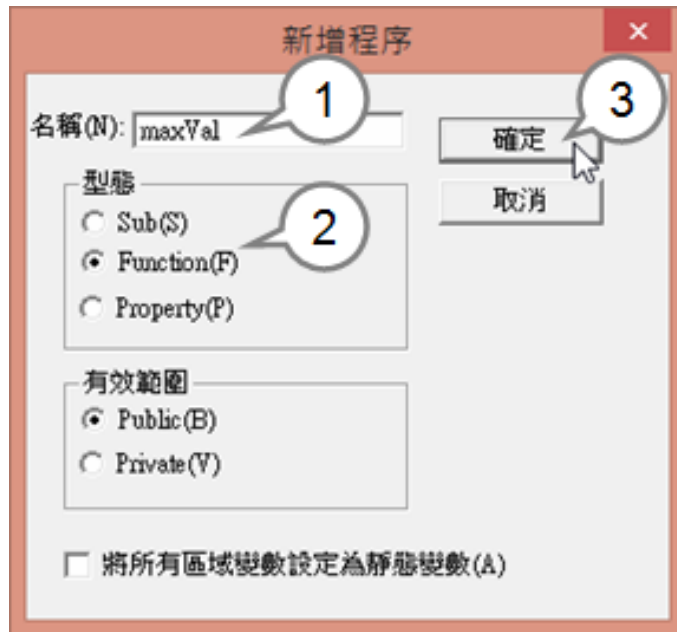 新增程序
×
1
3
名稱(N): maxVal
確定
型態
取消
Sub(S)
2
Function(F)
Property(P)
有效範圍
Public(B)
Private(V)
將所有區域變數設定為靜態變數(A)